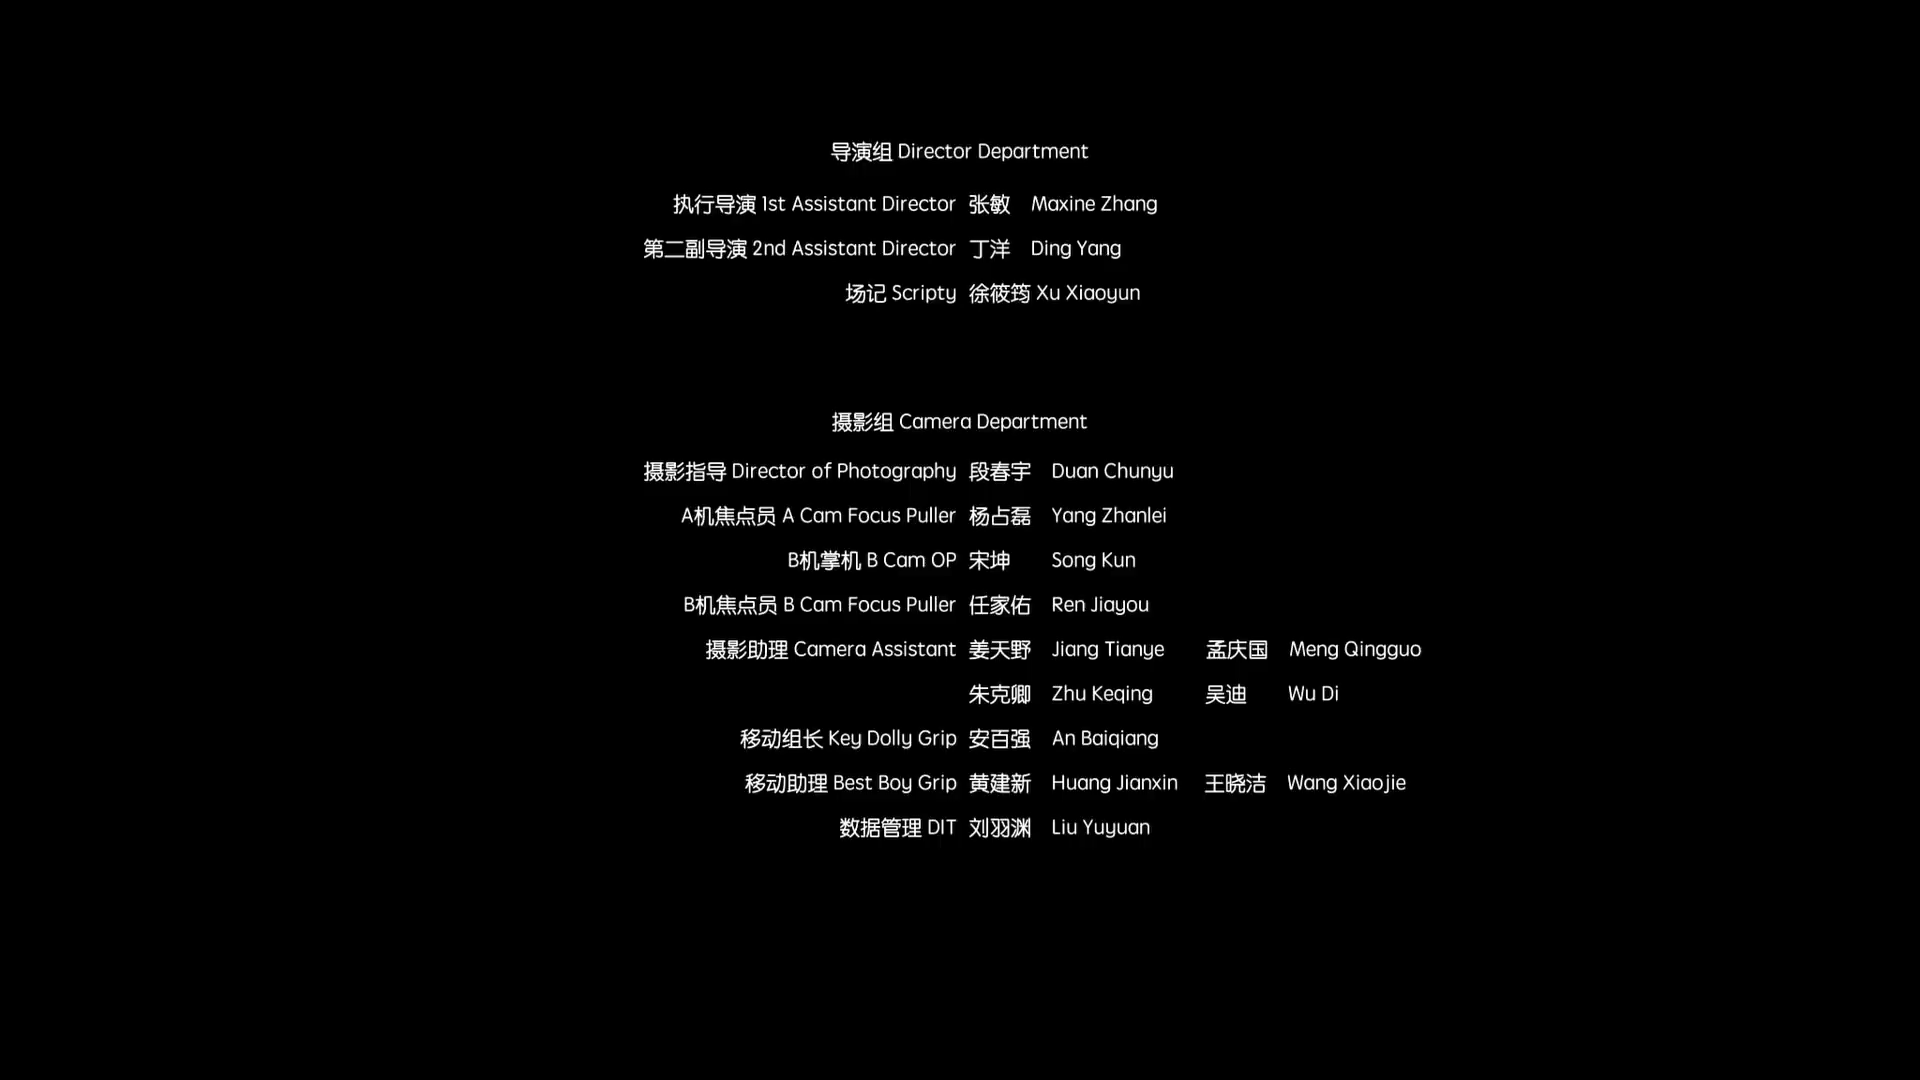 导演组 Director Department
执行导演 1st Assistant Director 张敏 Maxine Zhang
第二副导演 2nd Assistant Director 丁洋 Ding Yang
场记 Scripty 徐筱筠 Xu Xiaoyun
摄影组 Camera Department
摄影指导 Director of Photography 段春宇 Duan Chunyu
A机焦点员 A Cam Focus Puller 杨占磊 Yang Zhanlei
B机掌机 B Cam OP 宋坤 Song Kun
B机焦点员 B Cam Focus Puller 任家佑 Ren Jiayou
摄影助理 Camera Assistant 姜天野 Jiang Tianye 孟庆国 Meng Qingguo
朱克卿 Zhu Keqing 吴迪 Wu Di
移动组长 Key Dolly Grip 安百强 An Baiqiang
移动助理 Best Boy Grip 黄建新 Huang Jianxin 王晓洁 Wang Xiaojie
数据管理 DIT 刘羽渊 Liu Yuyuan